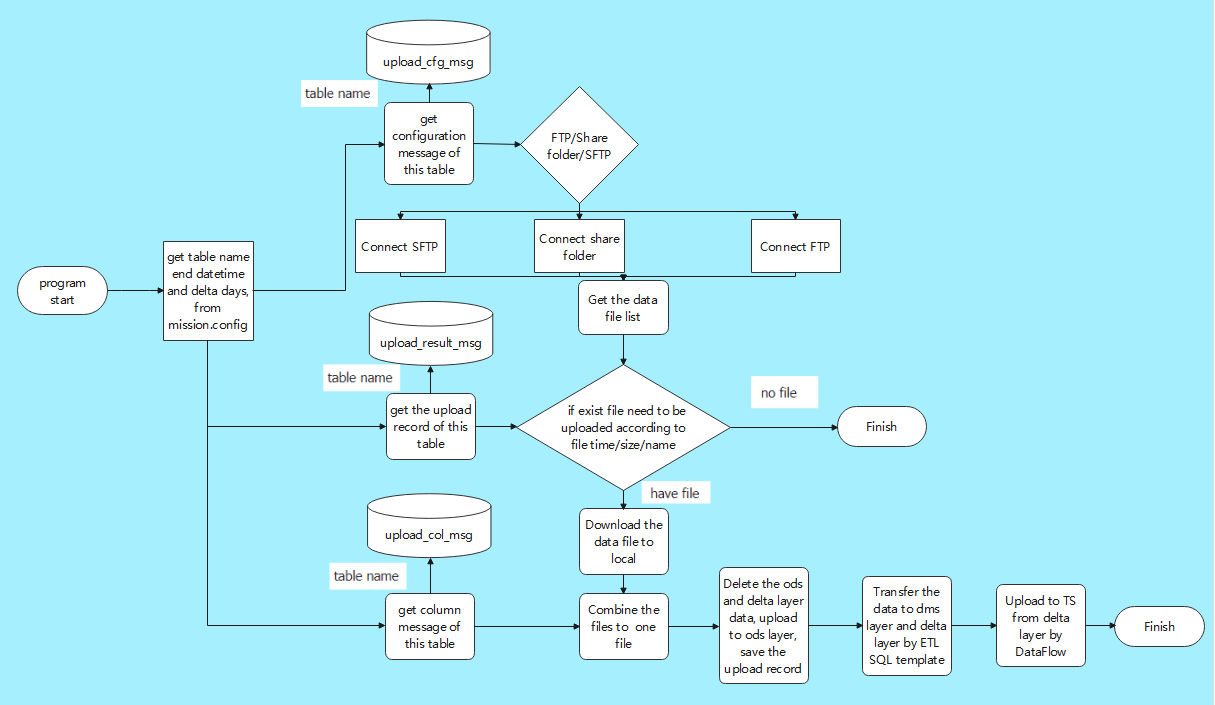 upload_cfg_msg
table name
get
configuration
message of
this table
FTP/Share
folder/SFTP
Connect SFTP
Connect share
folder
Connect FTP
program
start
get table name
end datetime
and delta days,
from
mission.config
Get the data
file list
upload_result_msg
table name
get the upload
record of this
table
if exist file need to be
uploaded according to
file time/size/name
no file
Finish
have file
upload_col_msg
table name
get column
message of
this table
Download the
data file to
local
Combine the
files to one
file
Delete the ods
and delta layer
data, upload
to ods layer,
save the
upload record
Transfer the
data to dms
layer and delta
layer by ETL
SQL template
Upload to TS
from delta
layer by
DataFlow
Finish